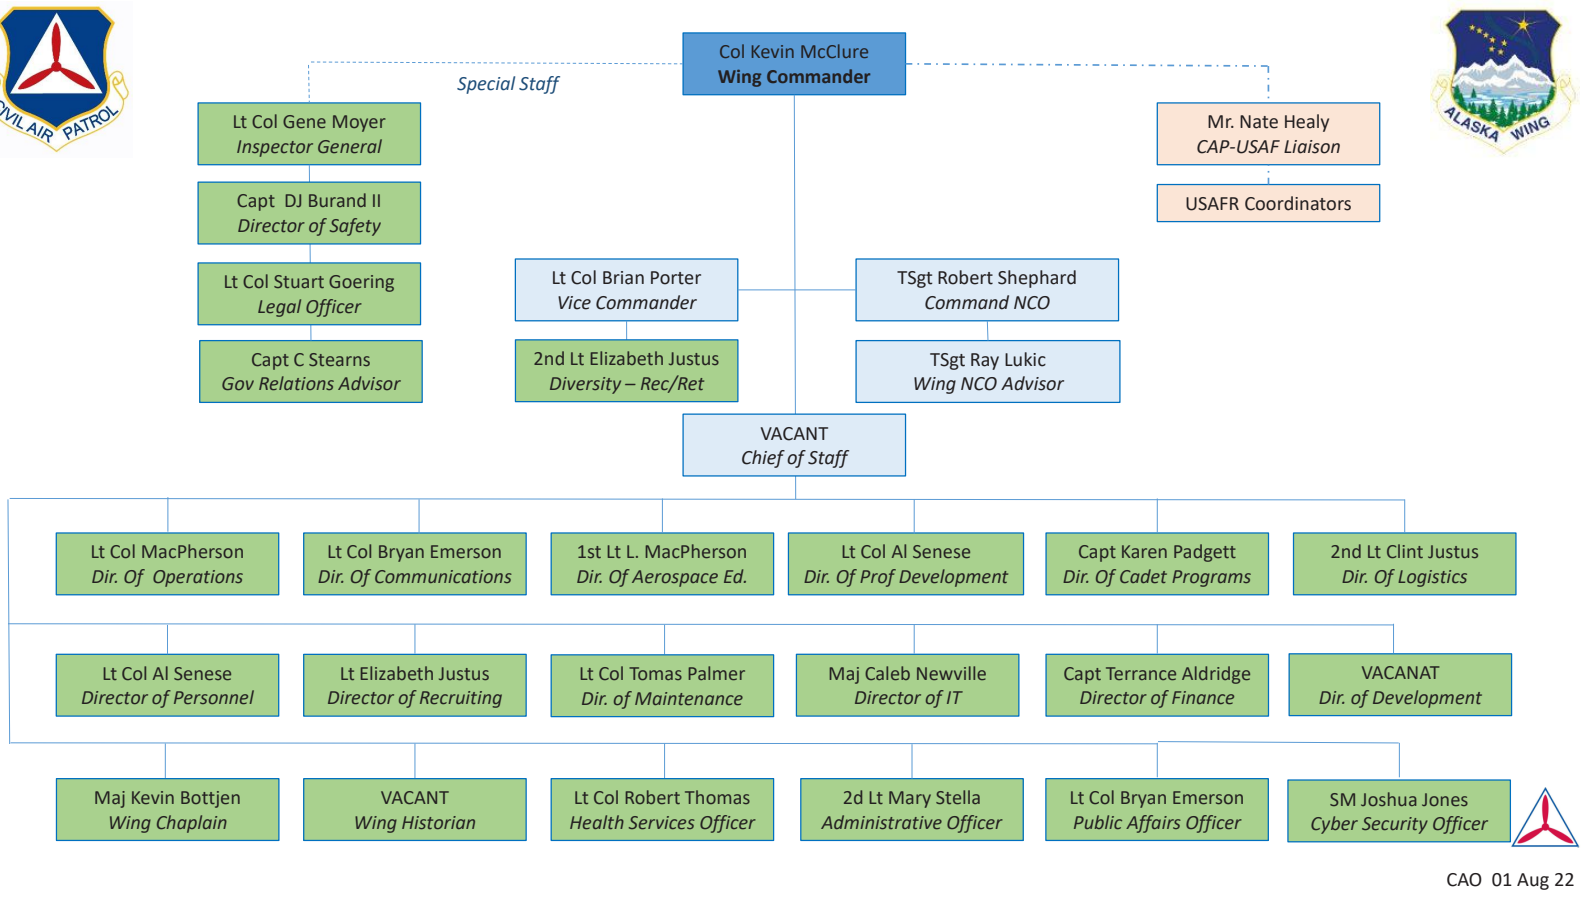 CIVIL AIR PATROL
ALASKA WING
Col Kevin McClure
Wing Commander
Special Staff
Lt Col Gene Moyer
Inspector General
Mr. Nate Healy
CAP-USAF Liaison
Capt  DJ Burand II
Director of Safety
USAFR Coordinators
Lt Col Stuart Goering
Legal Officer
Lt Col Brian Porter
Vice Commander
TSgt Robert Shephard
Command NCO
Capt C Stearns
Gov Relations Advisor
2nd Lt Elizabeth Justus
Diversity – Rec/Ret
TSgt Ray Lukic
Wing NCO Advisor
VACANT
Chief of Staff
Lt Col MacPherson
Dir. Of  Operations
Lt Col Bryan Emerson
Dir. Of Communications
1st Lt L. MacPherson
Dir. Of Aerospace Ed.
Lt Col Al Senese
Dir. Of Prof Development
Capt Karen Padgett
Dir. Of Cadet Programs
2nd Lt Clint Justus
Dir. Of Logistics
Lt Col Al Senese
Director of Personnel
Lt Elizabeth Justus
Director of Recruiting
Lt Col Tomas Palmer
Dir. of Maintenance
Maj Caleb Newville
Director of IT
Capt Terrance Aldridge
Director of Finance
VACANAT
Dir. of Development
Maj Kevin Bottjen
Wing Chaplain
VACANT
Wing Historian
Lt Col Robert Thomas
Health Services Officer
2d Lt Mary Stella
Administrative Officer
Lt Col Bryan Emerson
Public Affairs Officer
SM Joshua Jones
Cyber Security Officer
CAO  01 Aug 22